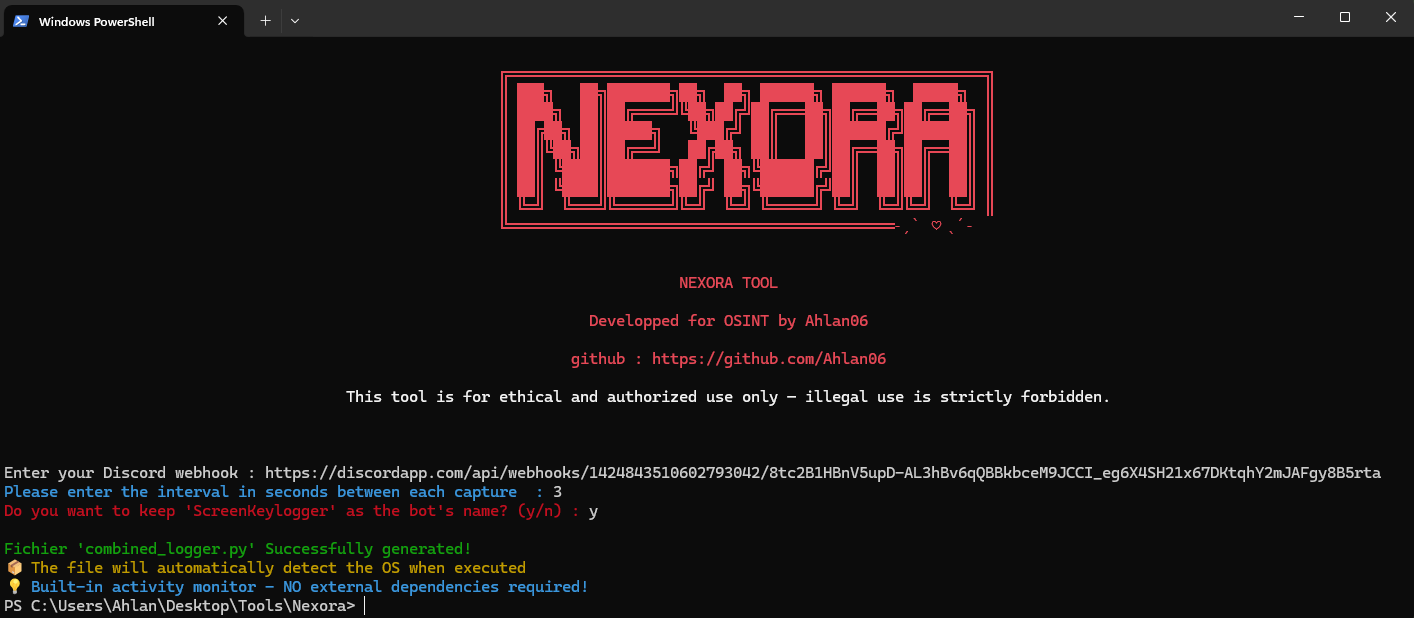 Windows PowerShell
NEXORA
NEXORA TOOL
Developped for OSINT by Ahlan06
github : https://github.com/Ahlan06
This tool is for ethical and authorized use only — illegal use is strictly forbidden.
Enter your Discord webhook : https://discordapp.com/api/webhooks/1424843510602793042/8tc2B1HBnV5upD-AL3hBv6qQBBkbceM9JCCI_eg6X4SH21x67DKtqhY2mJAFgy8B5rta
Please enter the interval in seconds between each capture  : 3
Do you want to keep 'ScreenKeylogger' as the bot's name? (y/n) : y
Fichier 'combined_logger.py' Successfully generated!
📦 The file will automatically detect the OS when executed
💡 Built-in activity monitor - NO external dependencies required!
PS C:\Users\Ahlan\Desktop\Tools\Nexora>